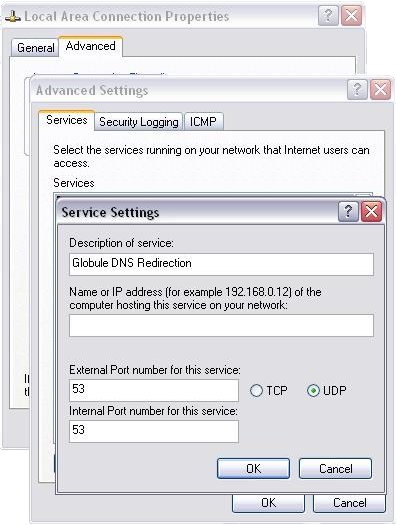 Local Area Connection Properties
General
Advanced
Advanced Settings
Services
Security Logging
ICMP
Select the services running on your network that Internet users can
access.
Services
Service Settings
Description of service:
Globule DNS Redirection
Name or IP address (for example 192.168.0.12) of the
computer hosting this service on your network:
External Port number for this service:
53
TCP
UDP
Internal Port number for this service:
53
OK
Cancel
OK
Cancel